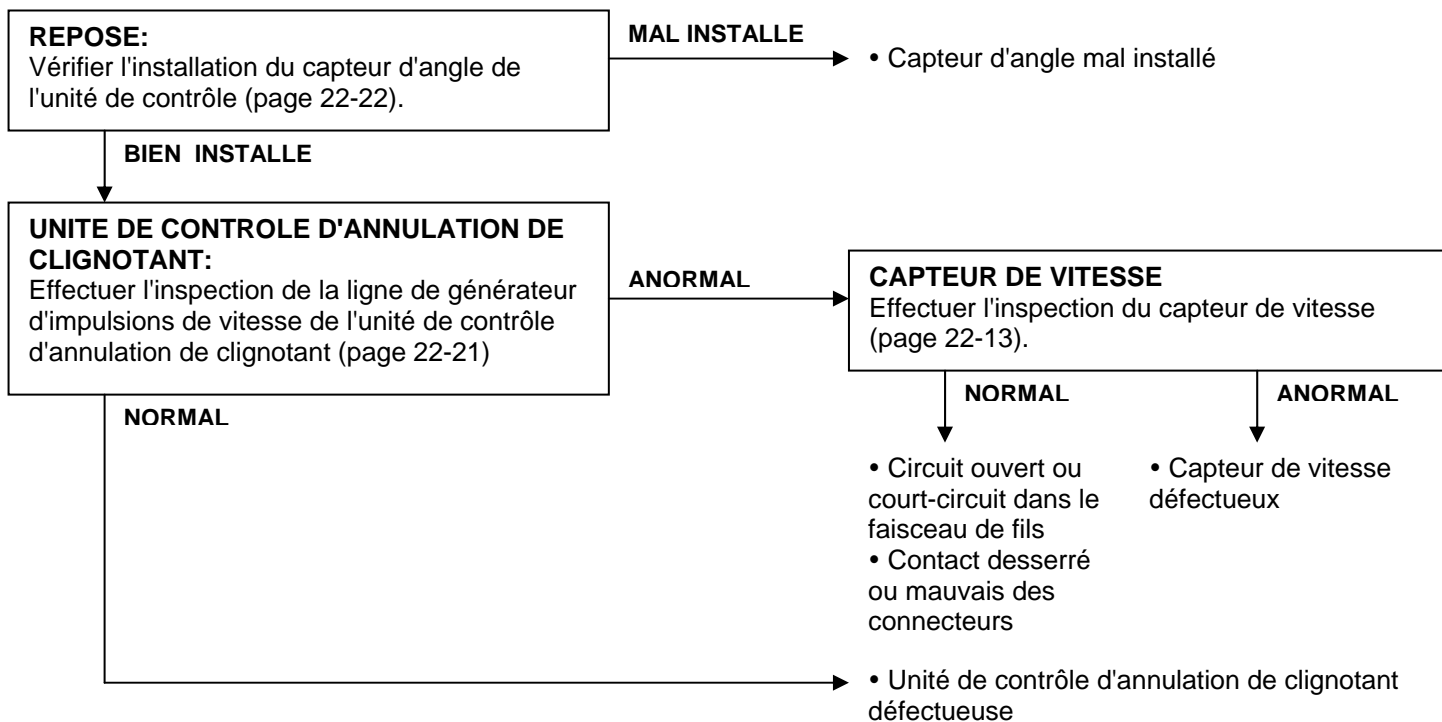 REPOSE:
Vérifier l'installation du capteur d'angle de
l'unité de contrôle (page 22-22).
MAL INSTALLE
• Capteur d'angle mal installé
BIEN INSTALLE
UNITE DE CONTROLE D'ANNULATION DE
CLIGNOTANT:
Effectuer l'inspection de la ligne de générateur
d'impulsions de vitesse de l'unité de contrôle
d'annulation de clignotant (page 22-21)
ANORMAL
CAPTEUR DE VITESSE
Effectuer l'inspection du capteur de vitesse
(page 22-13).
NORMAL
NORMAL
ANORMAL
• Circuit ouvert ou
court-circuit dans le
faisceau de fils
• Contact desserré
ou mauvais des
connecteurs
• Capteur de vitesse
défectueux
• Unité de contrôle d'annulation de clignotant
défectueuse